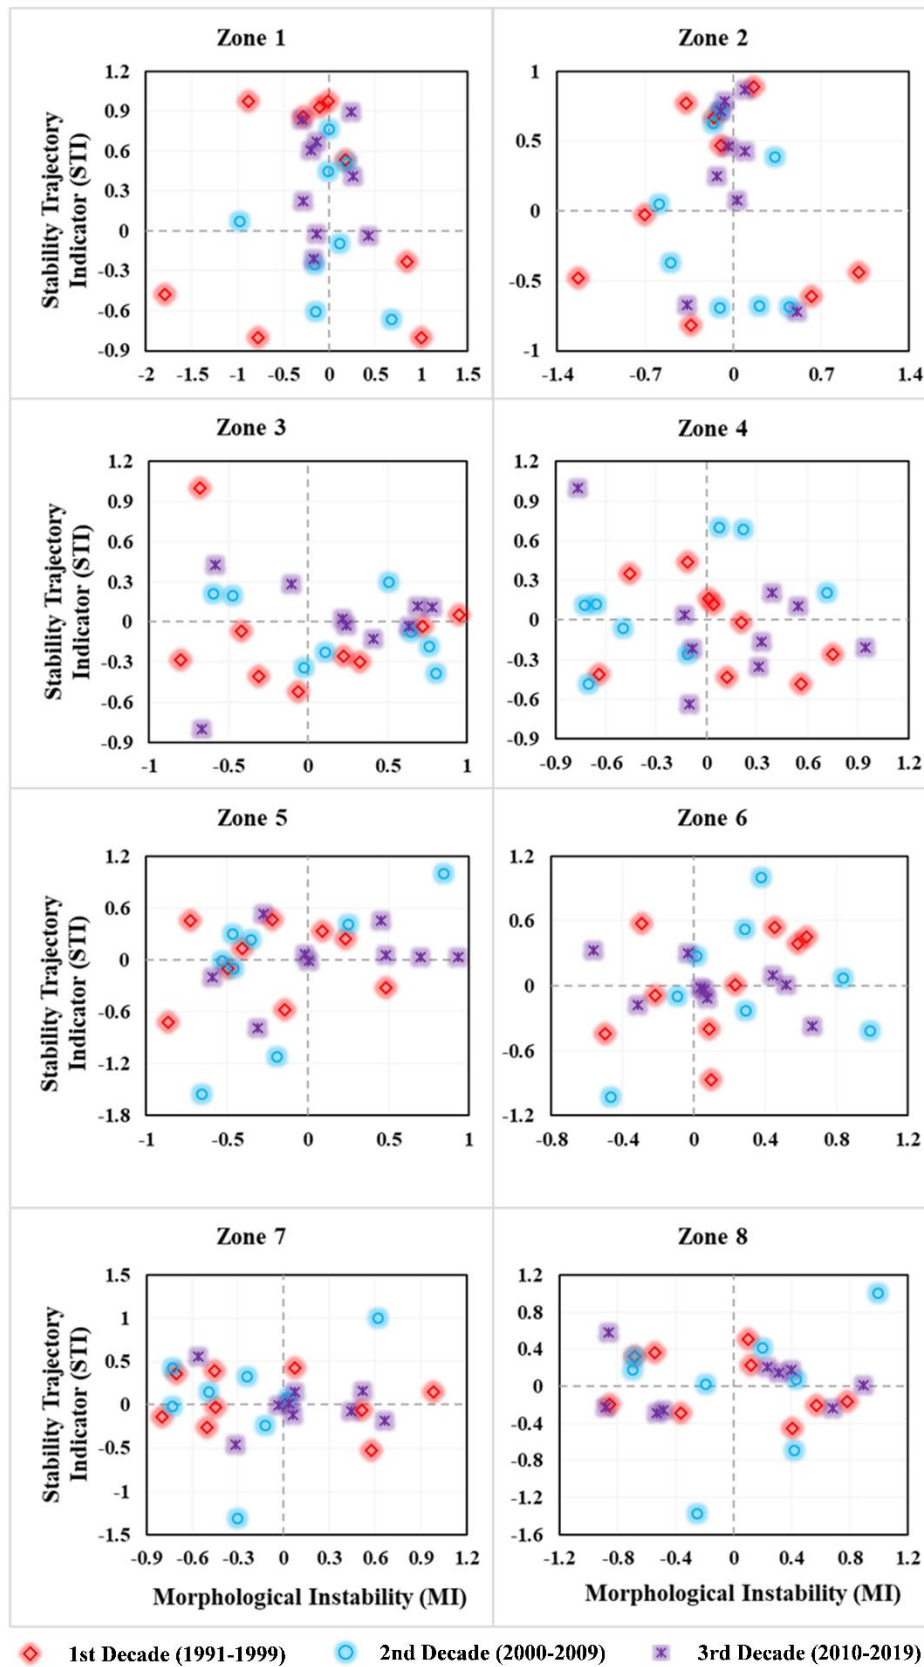 Zone 1
Stability Trajectory
Indicator (STI)
1.2
0.9
0.6
0.3
0
-0.3
-0.6
-0.9
-2 -1.5 -1 -0.5 0 0.5 1 1.5
Zone 2
1
0.5
0
-0.5
-1
-1.4 -0.7 0 0.7 1.4
Zone 3
Stability Trajectory
Indicator (STI)
1.2
0.9
0.6
0.3
0
-0.3
-0.6
-0.9
-1 -0.5 0 0.5 1
Zone 4
1.2
0.9
0.6
0.3
0
-0.3
-0.6
-0.9
-0.9 -0.6 -0.3 0 0.3 0.6 0.9 1.2
Zone 5
Stability Trajectory
Indicator (STI)
1.2
0.6
0
-0.6
-1.2
-1.8
-1 -0.5 0 0.5 1
Zone 6
1.2
0.6
0
-0.6
-1.2
-0.8 -0.4 0 0.4 0.8 1.2
Zone 7
Stability Trajectory
Indicator (STI)
1.5
1
0.5
0
-0.5
-1
-1.5
-0.9 -0.6 -0.3 0 0.3 0.6 0.9 1.2
Morphological Instability (MI)
Zone 8
1.2
0.8
0.4
0
-0.4
-0.8
-1.2
-1.6
-1.2 -0.8 -0.4 0 0.4 0.8 1.2
Morphological Instability (MI)
1st Decade (1991-1999) 2nd Decade (2000-2009) 3rd Decade (2010-2019)